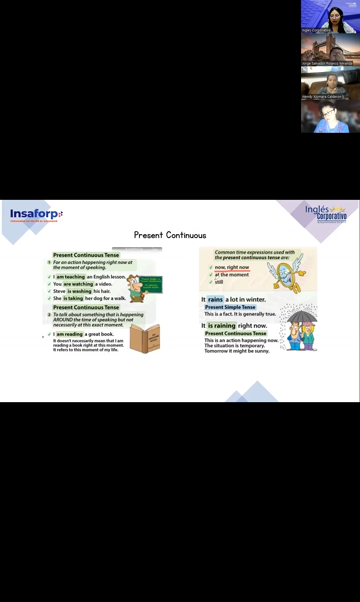 Insaforp
Inglés
Corporativo
Present Continuous
Present Continuous Tense
① For an action happening right now at
the moment of speaking.
✓ I am teaching an English lesson.
✓ You are watching a video.
✓ Steve is washing his hair.
✓ She is taking her dog for a walk.
Present Continuous Tense
② To talk about something that is happening
AROUND the time of speaking but not
necessarily at this exact moment.
✓ I am reading a great book.
It doesn't necessarily mean that I am
reading a book right at this moment.
It refers to this moment of my life.
Common time expressions used with
the present continuous tense are:
✓ now, right now
✓ at the moment
✓ still
It rains a lot in winter.
Present Simple Tense
This is a fact. It is generally true.
It is raining right now.
Present Continuous Tense
This is an action happening now.
The situation is temporary.
Tomorrow it might be sunny.